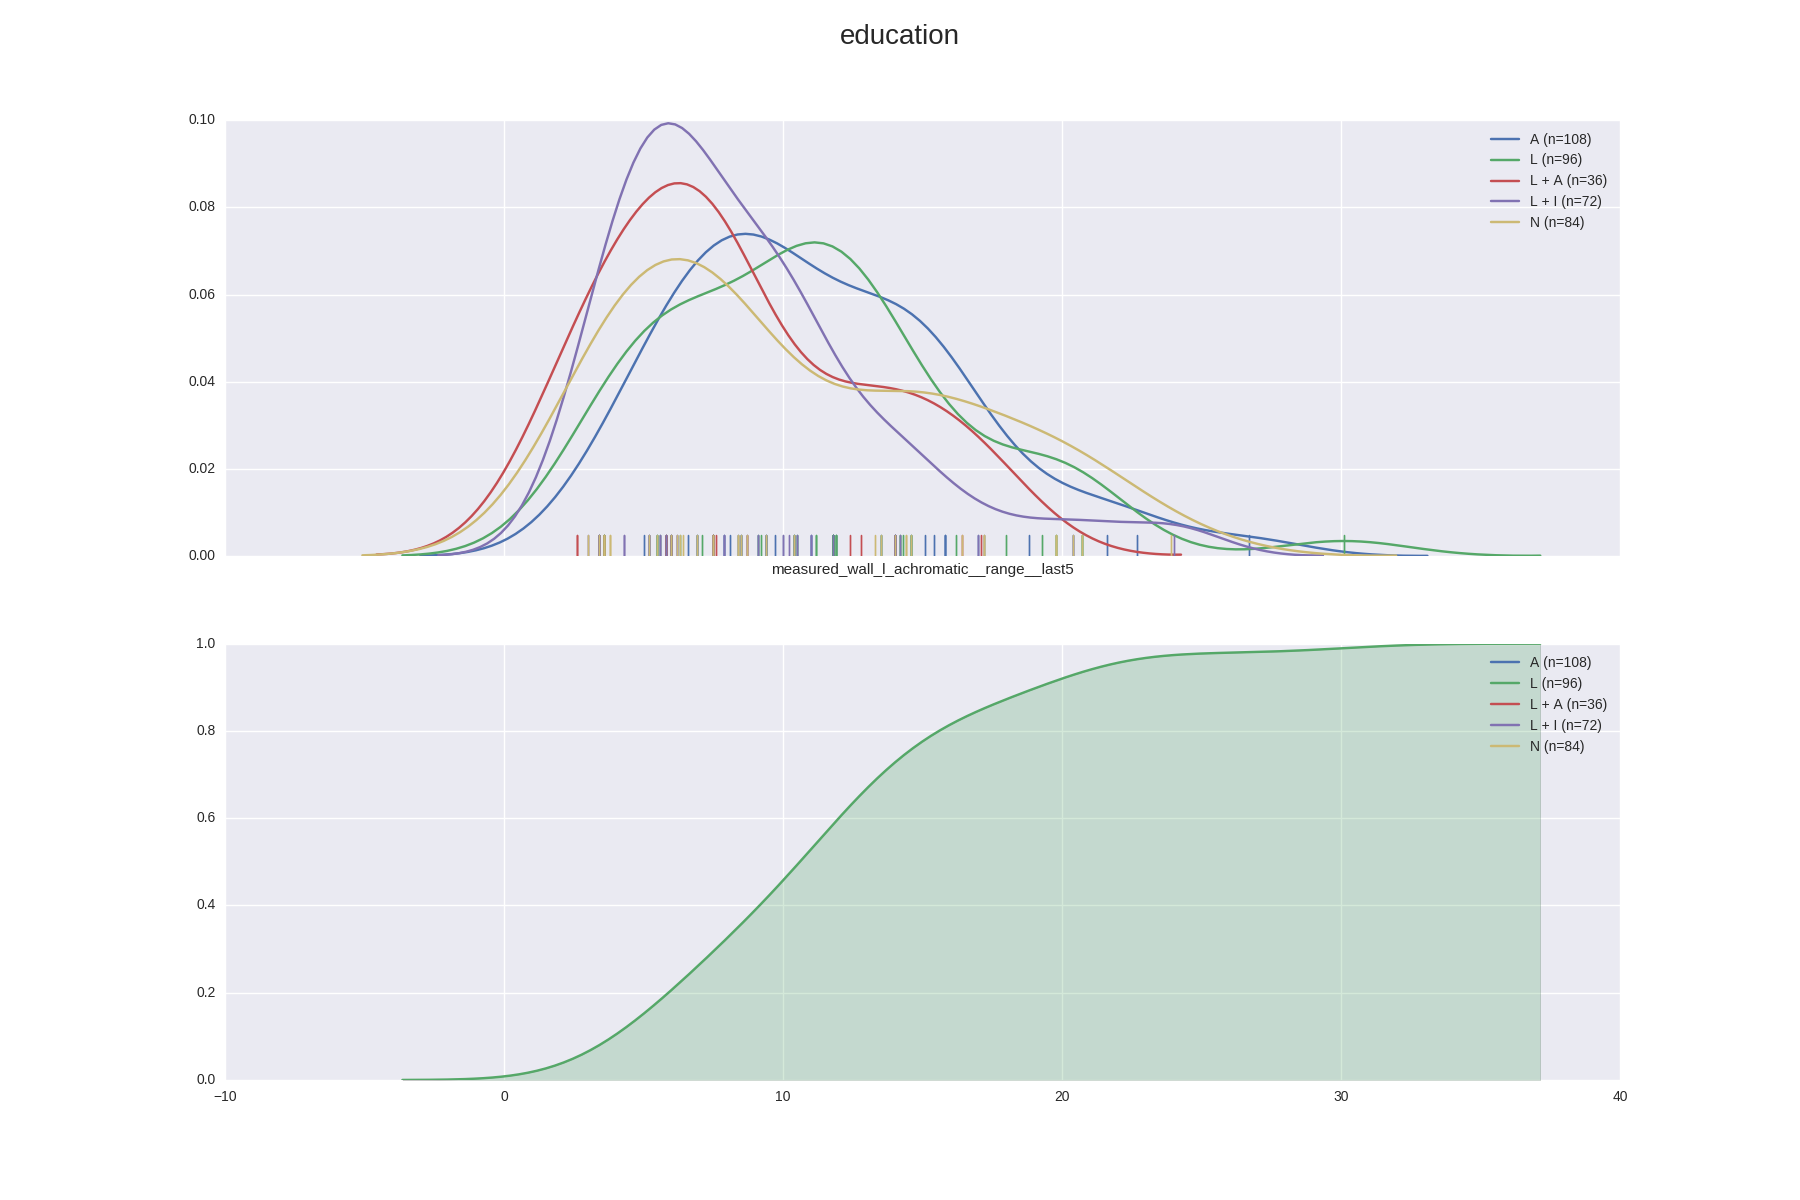 education
0.10
0.08
0.06
0.04
0.02
0.00
A (n=108)
L (n=96)
L + A (n=36)
L + I (n=72)
N (n=84)
measured_wall_l_achromatic__range__last5
1.0
0.8
0.6
0.4
0.2
0.0
A (n=108)
L (n=96)
L + A (n=36)
L + I (n=72)
N (n=84)
−10 0 10 20 30 40